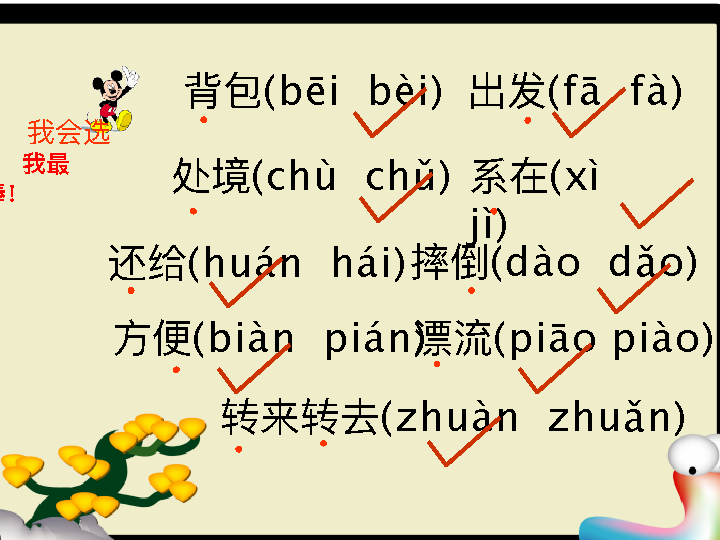 背包(bēi  bèi)  出发(fā  fà)
我会选
我最
棒!
处境(chù  chǔ)  系在(xì
jì)
还给(huán  hái)  摔倒(dào  dǎo)
方便(biàn  pián)  漂流(piāo piào)
转来转去(zhuàn  zhuǎn)